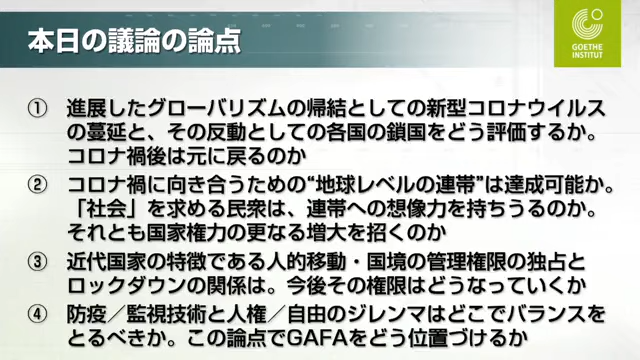 本日の議論の論点
GOETHE
INSTITUT
① 進展したグローバリズムの帰結としての新型コロナウイルス
の蔓延と、その反動としての各国の鎖国をどう評価するか。
コロナ禍後は元に戻るのか
② コロナ禍に向き合うための“地球レベルの連帯”は達成可能か。
「社会」を求める民衆は、連帯への想像力を持ちうるのか。
それとも国家権力の更なる増大を招くのか
③ 近代国家の特徴である人的移動・国境の管理権限の独占と
ロックダウンの関係は。今後その権限はどうなっていくか
④ 防疫／監視技術と人権／自由のジレンマはどこでバランスを
とるべきか。この論点でGAFAをどう位置づけるか